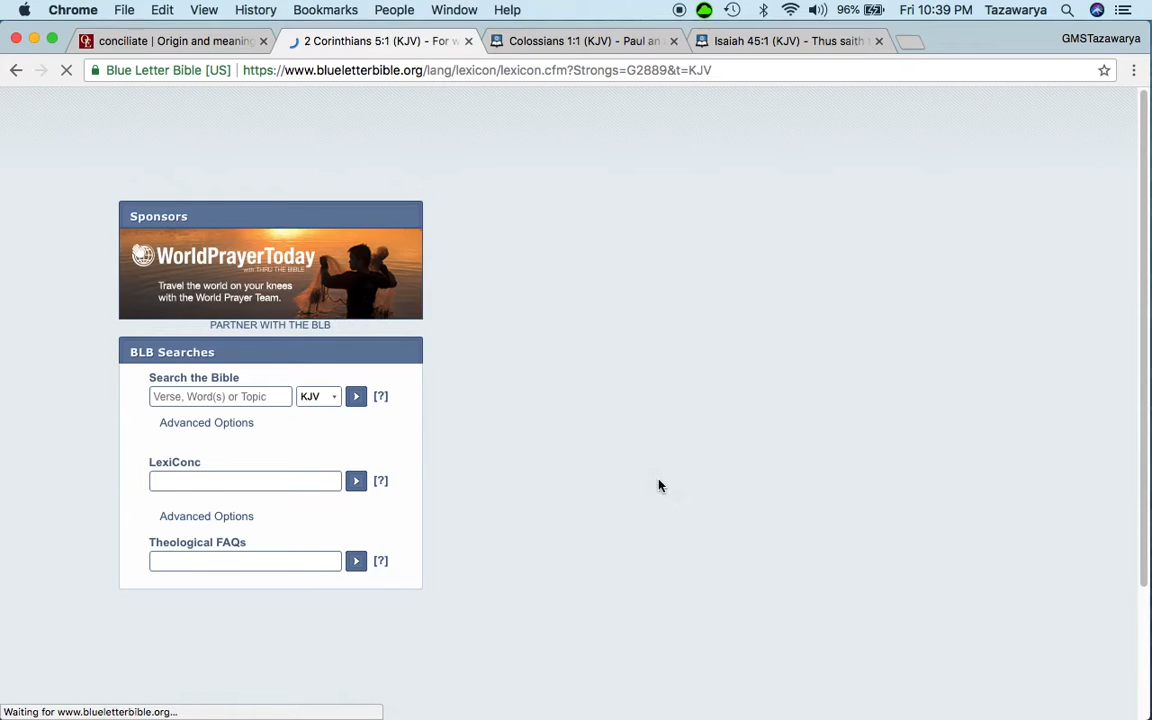 Chrome File Edit View History Bookmarks People Window Help 96% Fri 10:39 PM Tazawarya
conciliate | Origin and meaning
2 Corinthians 5:1 (KJV) - For w
Colossians 1:1 (KJV) - Paul an
Isaiah 45:1 (KJV) - Thus saith
GMSTazawarya
Blue Letter Bible [US] https://www.blueletterbible.org/lang/lexicon/lexicon.cfm?Strongs=G2889&t=KJV
Sponsors
WorldPrayerToday
with THRU THE BIBLE
Travel the world on your knees
with the World Prayer Team.
PARTNER WITH THE BLB
BLB Searches
Search the Bible
Verse, Word(s) or Topic KJV [?]
Advanced Options
LexiConc
[?]
Advanced Options
Theological FAQs
[?]
Waiting for www.blueletterbible.org...